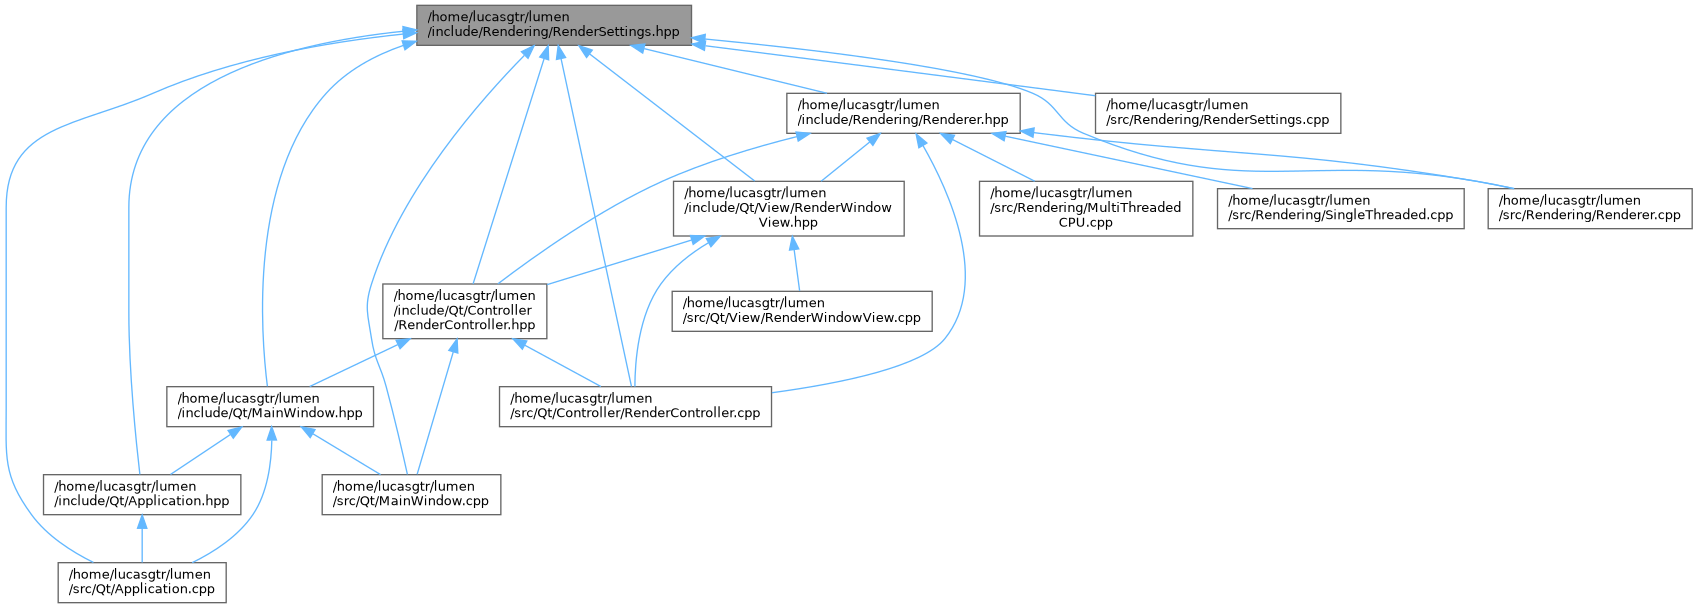 /home/lucasgtr/lumen
/include/Rendering/RenderSettings.hpp
/home/lucasgtr/lumen
/include/Rendering/Renderer.hpp
/home/lucasgtr/lumen
/src/Rendering/RenderSettings.cpp
/home/lucasgtr/lumen
/include/Qt/View/RenderWindow
View.hpp
/home/lucasgtr/lumen
/src/Rendering/MultiThreaded
CPU.cpp
/home/lucasgtr/lumen
/src/Rendering/SingleThreaded.cpp
/home/lucasgtr/lumen
/src/Rendering/Renderer.cpp
/home/lucasgtr/lumen
/include/Qt/Controller
/RenderController.hpp
/home/lucasgtr/lumen
/src/Qt/View/RenderWindowView.cpp
/home/lucasgtr/lumen
/include/Qt/MainWindow.hpp
/home/lucasgtr/lumen
/src/Qt/Controller/RenderController.cpp
/home/lucasgtr/lumen
/include/Qt/Application.hpp
/home/lucasgtr/lumen
/src/Qt/MainWindow.cpp
/home/lucasgtr/lumen
/src/Qt/Application.cpp